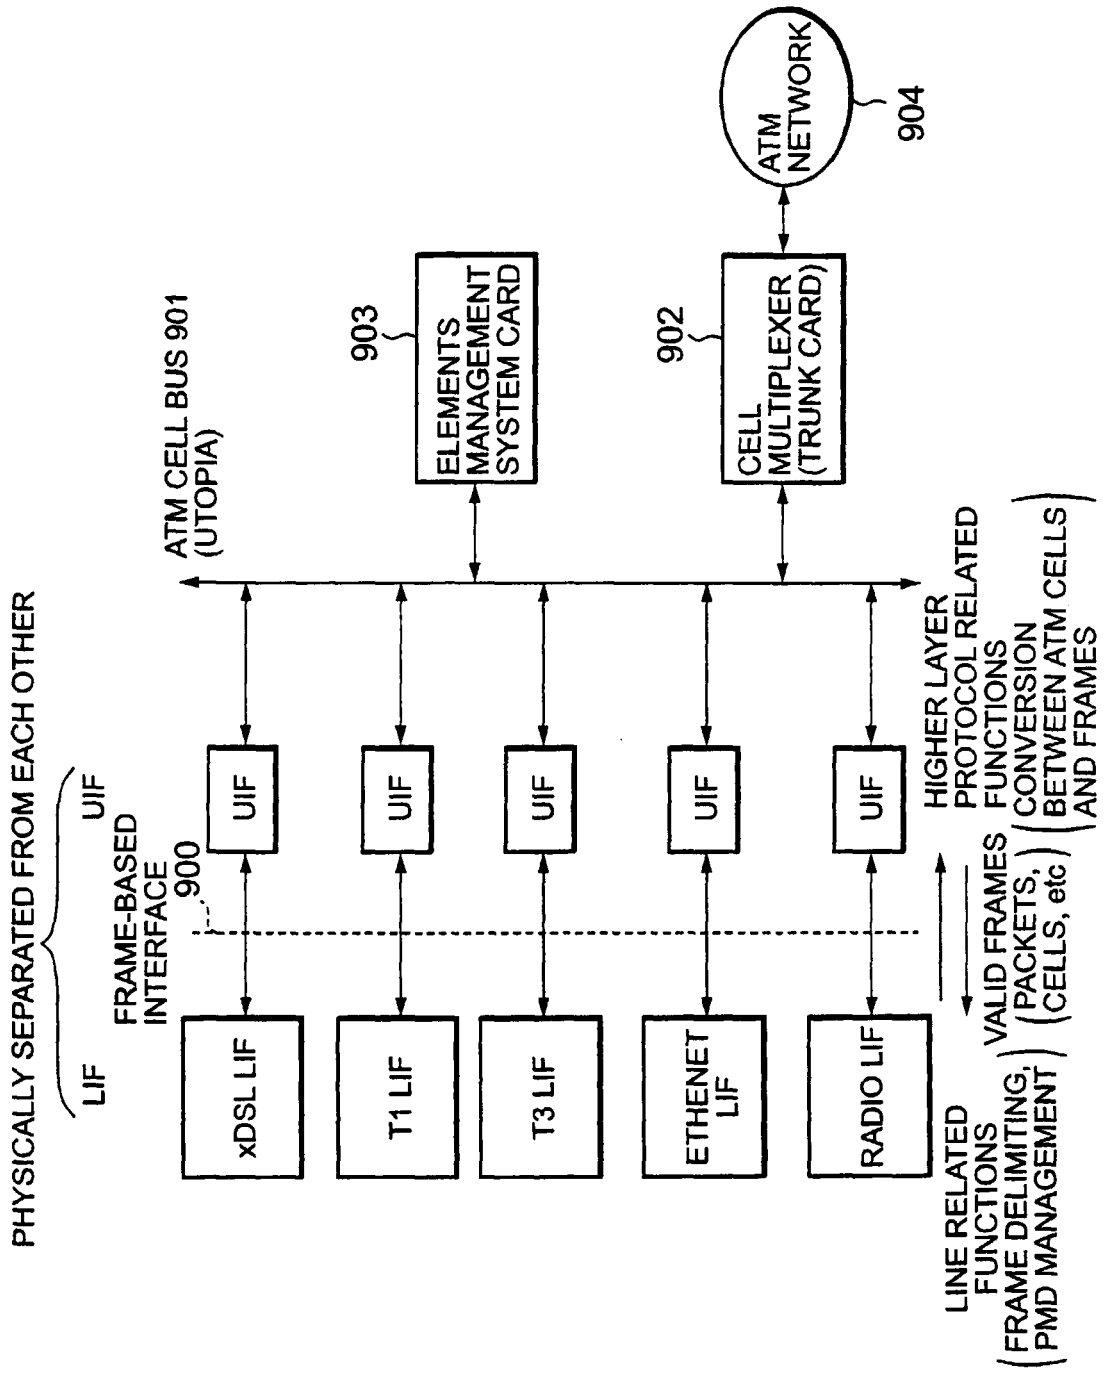 PHYSICALLY SEPARATED FROM EACH OTHER
LIF
UIF
FRAME-BASED
INTERFACE
900
ATM CELL BUS 901
(UTOPIA)
xDSL LIF
UIF
T1 LIF
UIF
T3 LIF
UIF
ETHENET
LIF
UIF
RADIO LIF
UIF
903
ELEMENTS
MANAGEMENT
SYSTEM CARD
902
CELL
MULTIPLEXER
(TRUNK CARD)
ATM
NETWORK
904
LINE RELATED
FUNCTIONS
(FRAME DELIMITING,
PMD MANAGEMENT)
VALID FRAMES
(PACKETS,
CELLS, etc)
HIGHER LAYER
PROTOCOL RELATED
FUNCTIONS
(CONVERSION
BETWEEN ATM CELLS
AND FRAMES)